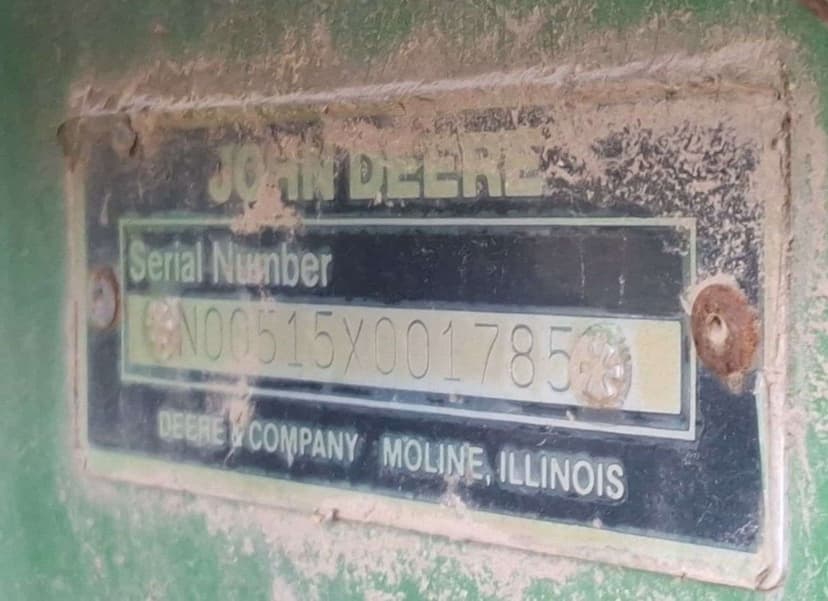 JOHN DEERE
Serial Number
N00515X001785
DEERE & COMPANY MOLINE, ILLINOIS